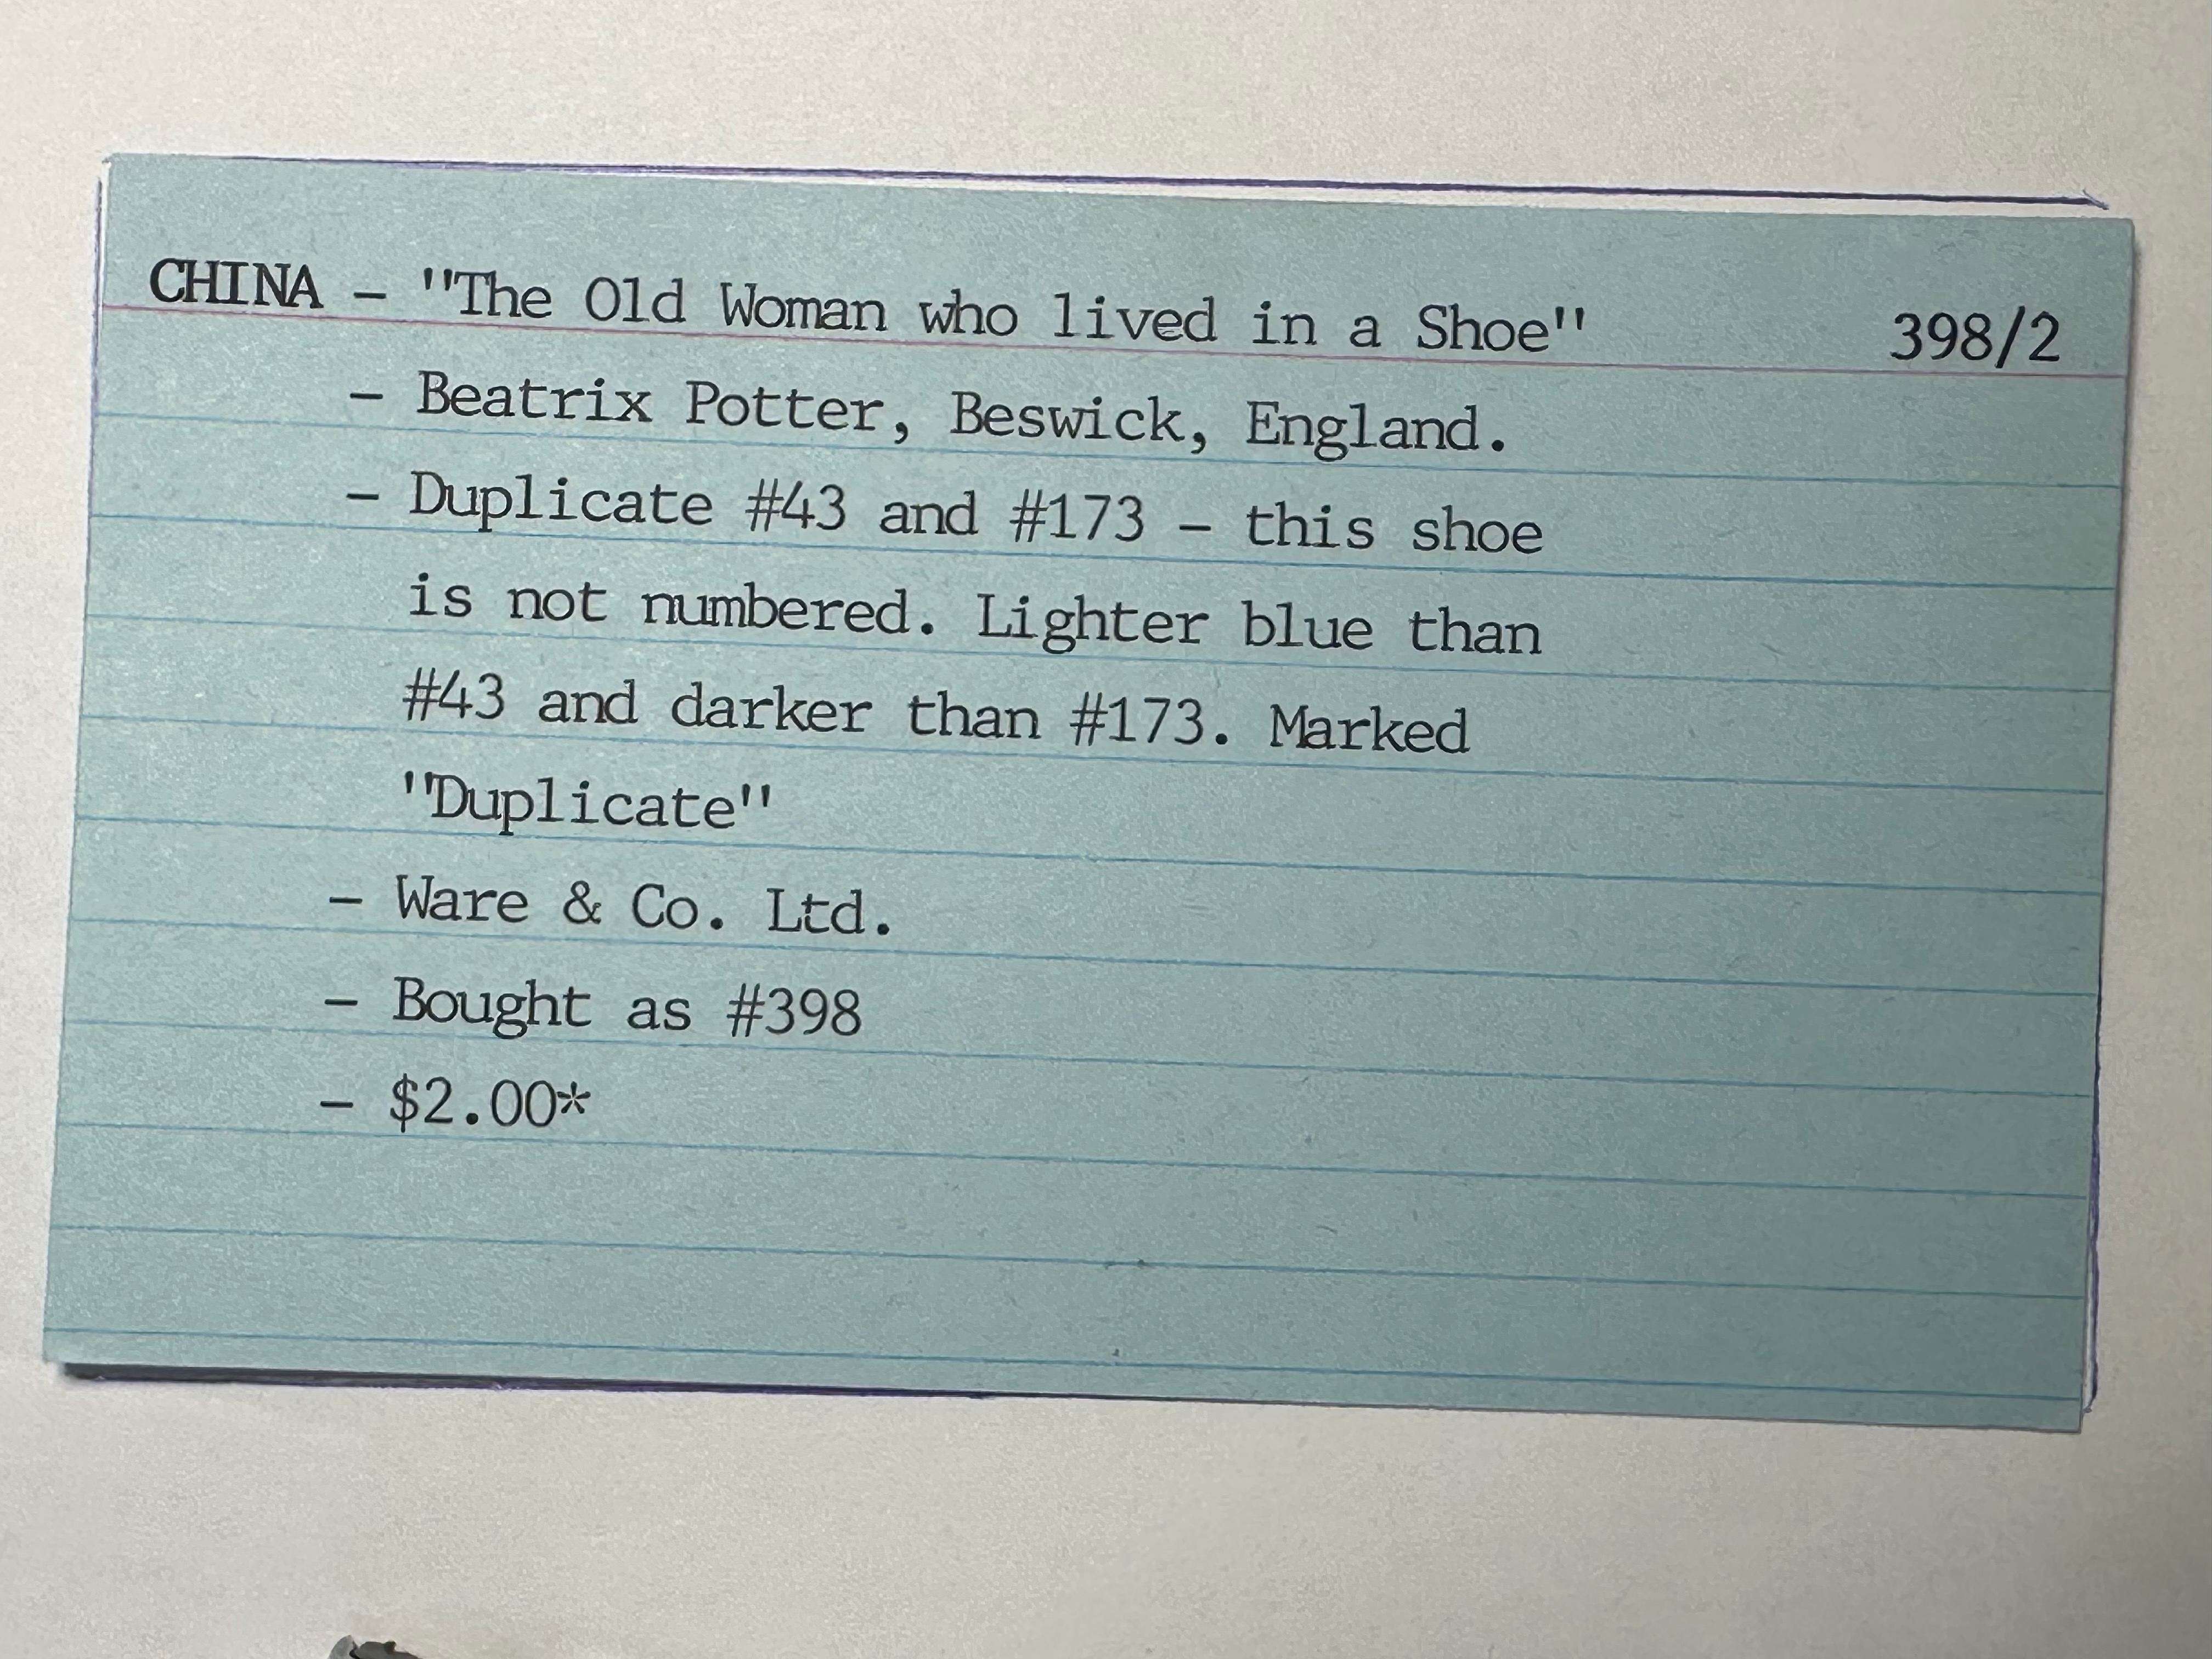 CHINA - "The Old Woman who lived in a Shoe" 398/2
- Beatrix Potter, Beswick, England.
- Duplicate #43 and #173 - this shoe
is not numbered. Lighter blue than
#43 and darker than #173. Marked
"Duplicate"
- Ware & Co. Ltd.
- Bought as #398
- $2.00*